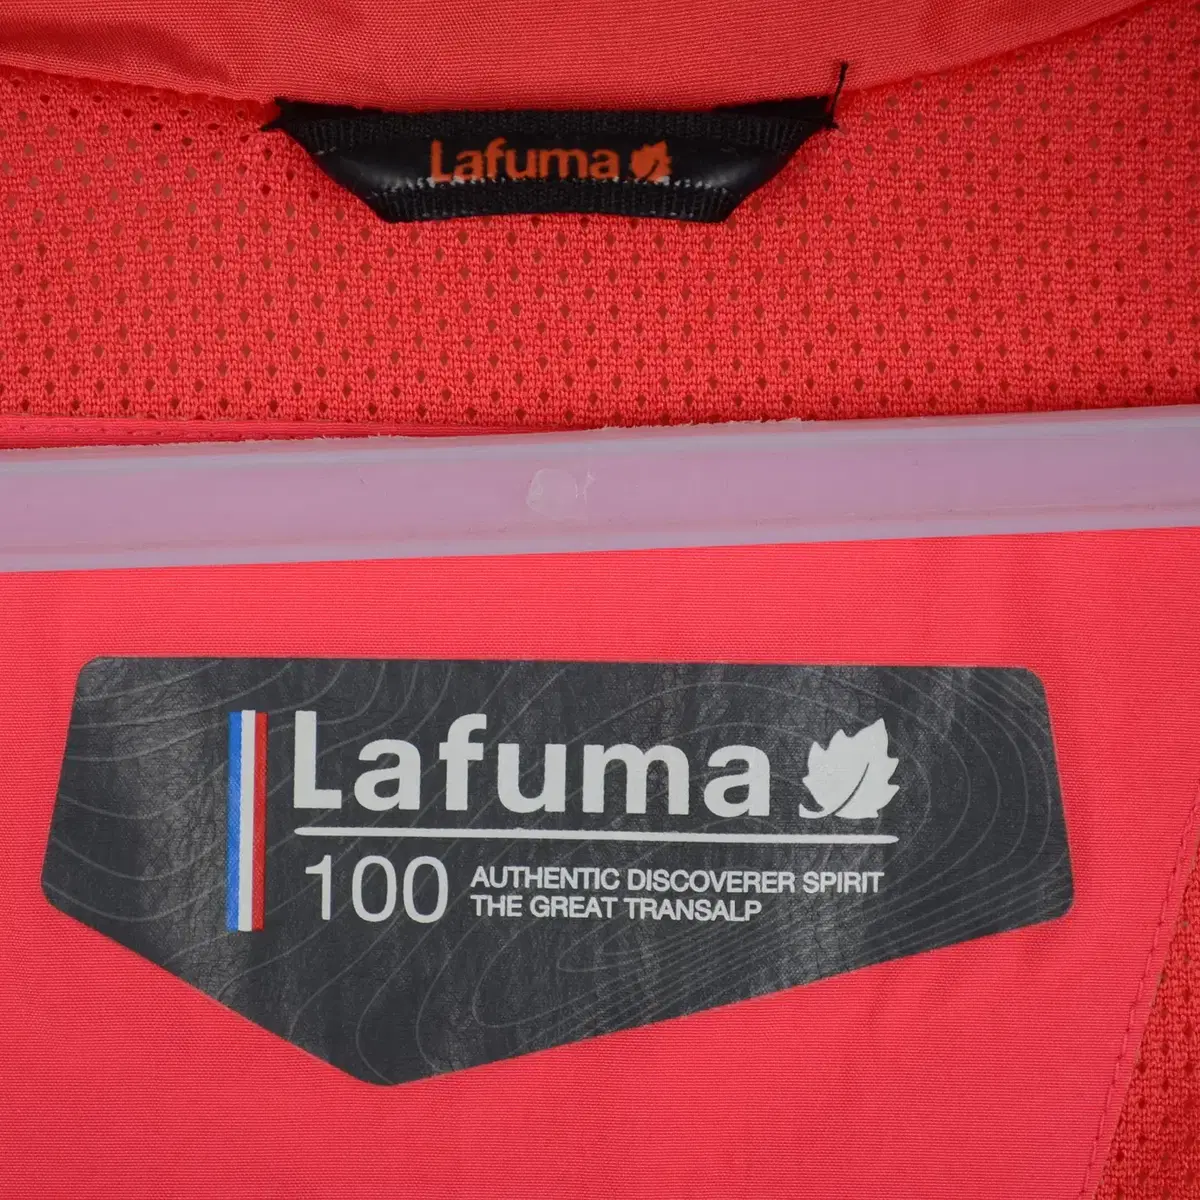 Lafuma
Lafuma
100 AUTHENTIC DISCOVERER SPIRIT
THE GREAT TRANSALP